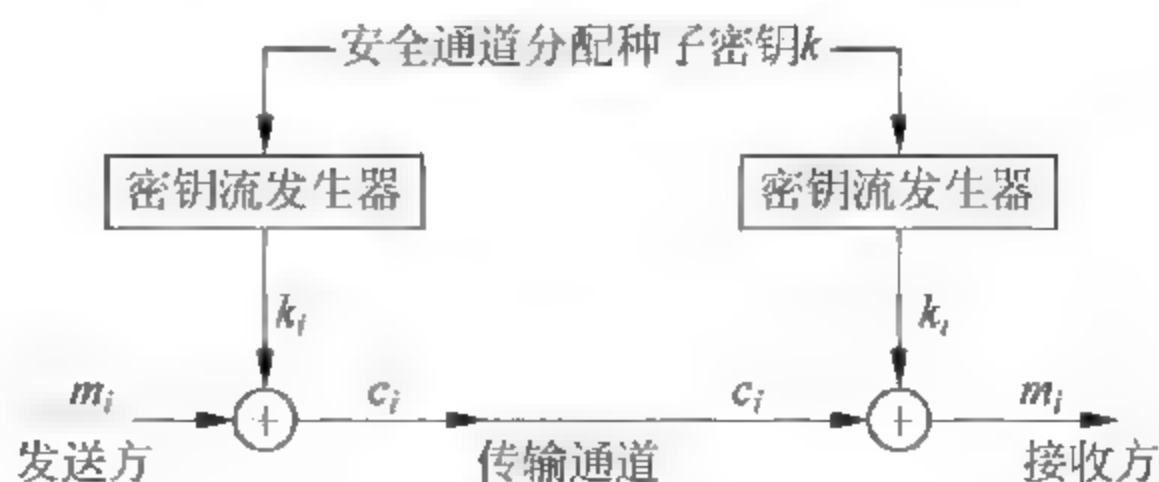 安全通道分配种子密钥k
密钥流发生器 密钥流发生器
k_i k_i
m_i c_i c_i m_i
发送方 传输通道 接收方